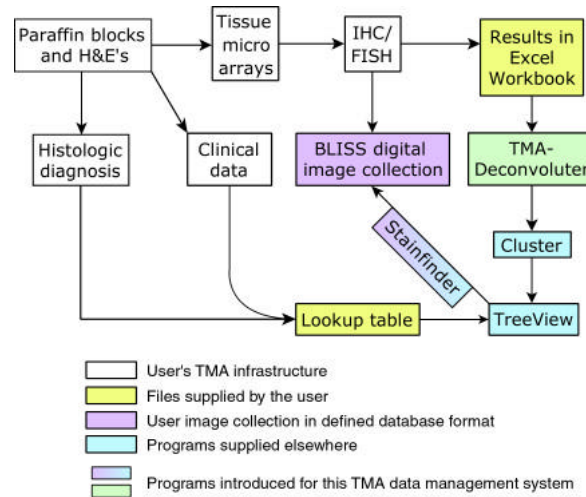 Paraffin blocks
and H&E's
Tissue
micro
arrays
IHC/
FISH
Results in
Excel
Workbook
Histologic
diagnosis
Clinical
data
BLISS digital
image collection
TMA-
Deconvoluter
Stainfinder
Cluster
Lookup table
TreeView
User's TMA infrastructure
Files supplied by the user
User image collection in defined database format
Programs supplied elsewhere
Programs introduced for this TMA data management system